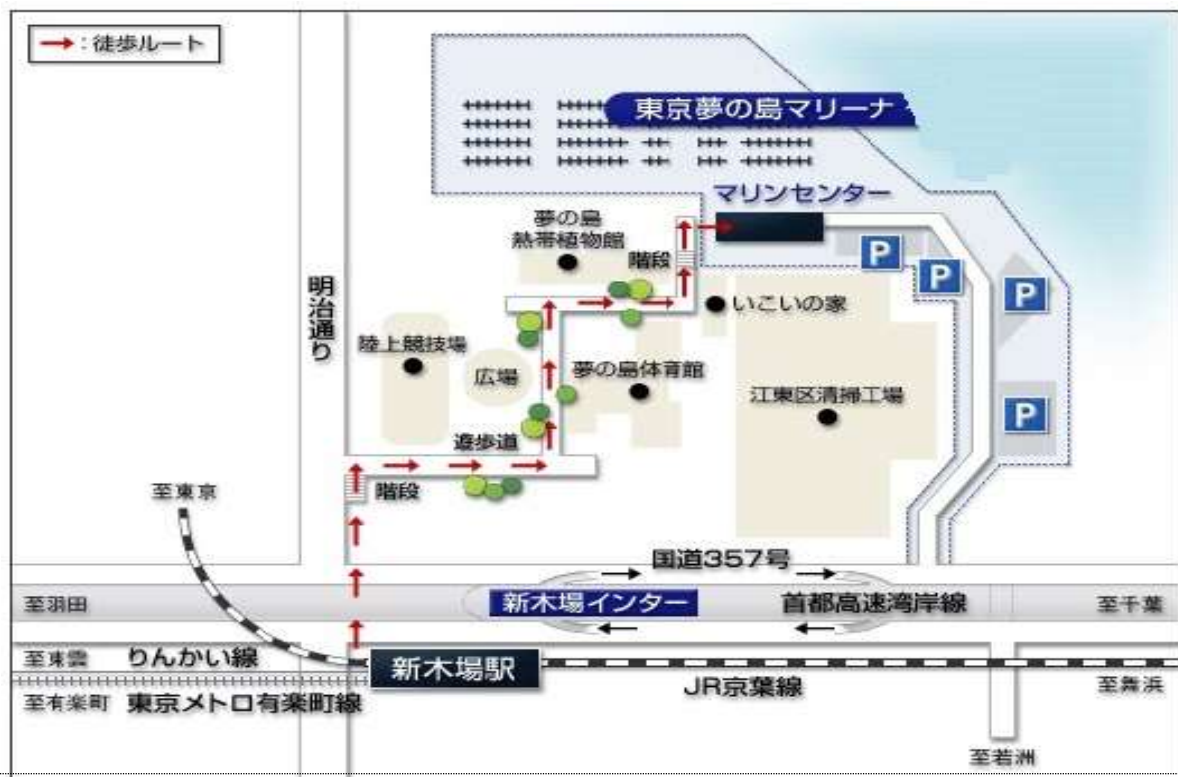 →:徒歩ルート
東京夢の島マリーナ
マリンセンター
夢の島
熱帯植物館
階段
P
P
P
明治通り
いこいの家
陸上競技場
広場
夢の島体育館
江東区清掃工場
P
遊歩道
階段
至東京
国道357号
至羽田
新木場インター
首都高速湾岸線
至千葉
至東雲
りんかい線
新木場駅
JR京葉線
至舞浜
至有楽町
東京メトロ有楽町線
至若洲